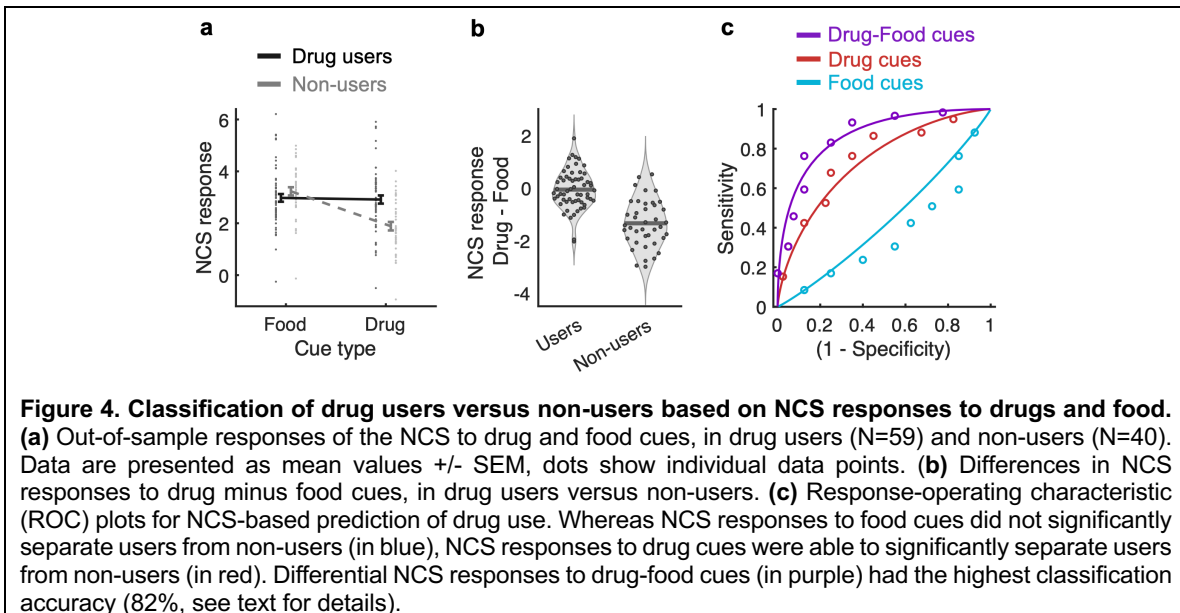 a
Drug users
Non-users
NCS response
6
4
2
0
Food
Drug
Cue type
b
NCS response
Drug - Food
2
0
-2
-4
Users
Non-users
c
Drug-Food cues
Drug cues
Food cues
Sensitivity
1
0.8
0.6
0.4
0.2
0
0
0.2
0.4
0.6
0.8
1
(1 - Specificity)
Figure 4. Classification of drug users versus non-users based on NCS responses to drugs and food.
(a) Out-of-sample responses of the NCS to drug and food cues, in drug users (N=59) and non-users (N=40).
Data are presented as mean values +/- SEM, dots show individual data points. (b) Differences in NCS
responses to drug minus food cues, in drug users versus non-users. (c) Response-operating characteristic
(ROC) plots for NCS-based prediction of drug use. Whereas NCS responses to food cues did not significantly
separate users from non-users (in blue), NCS responses to drug cues were able to significantly separate users
from non-users (in red). Differential NCS responses to drug-food cues (in purple) had the highest classification
accuracy (82%, see text for details).